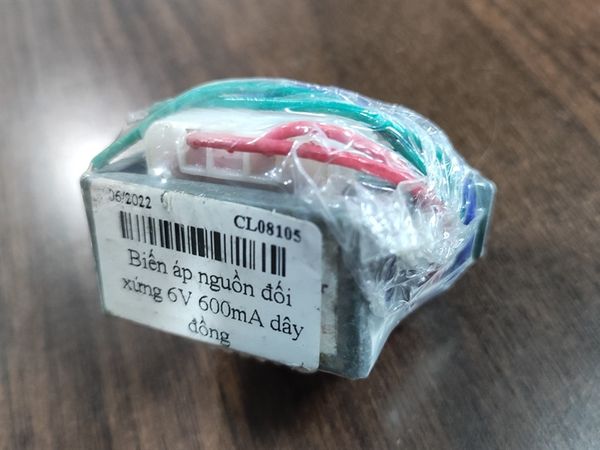 06/2022
CL08105
Biến áp nguồn đối
xứng 6V 600mA dây
đồng